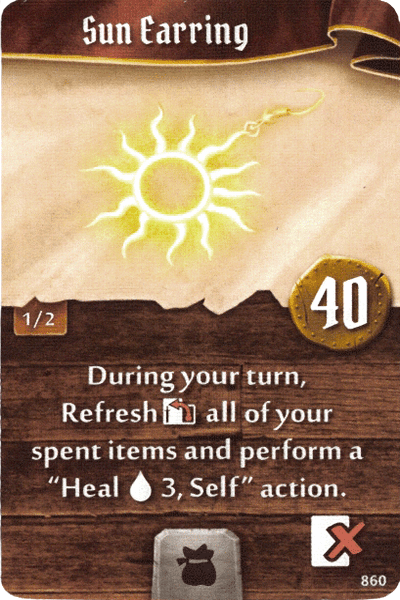 Sun Earring
40
1/2
During your turn,
Refresh all of your
spent items and perform a
“Heal 3, Self” action.
860